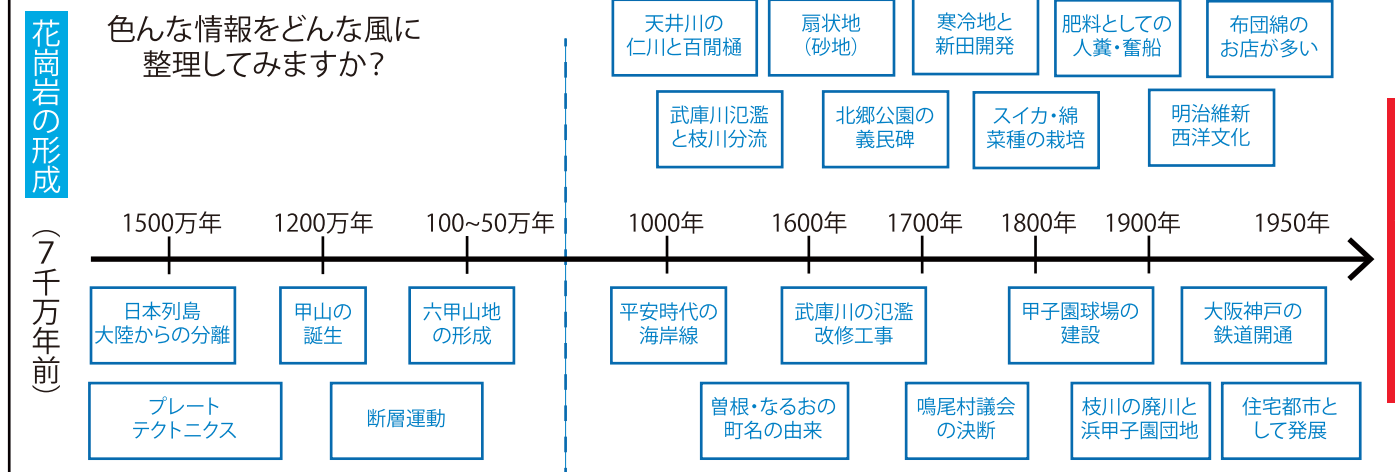 花崗岩の形成
(7千万年前)
色んな情報をどんな風に
整理してみますか?
天井川の
仁川と百間樋
扇状地
(砂地)
寒冷地と
新田開発
肥料としての
人糞・奮船
布団綿の
お店が多い
武庫川氾濫
と枝川分流
北郷公園の
義民碑
スイカ・綿
菜種の栽培
明治維新
西洋文化
1500万年
1200万年
100~50万年
1000年
1600年
1700年
1800年
1900年
1950年
日本列島
大陸からの分離
甲山の
誕生
六甲山地
の形成
平安時代の
海岸線
武庫川の氾濫
改修工事
甲子園球場の
建設
大阪神戸の
鉄道開通
プレート
テクトニクス
断層運動
曽根・なるおの
町名の由来
鳴尾村議会
の決断
枝川の廃川と
浜甲子園団地
住宅都市と
して発展